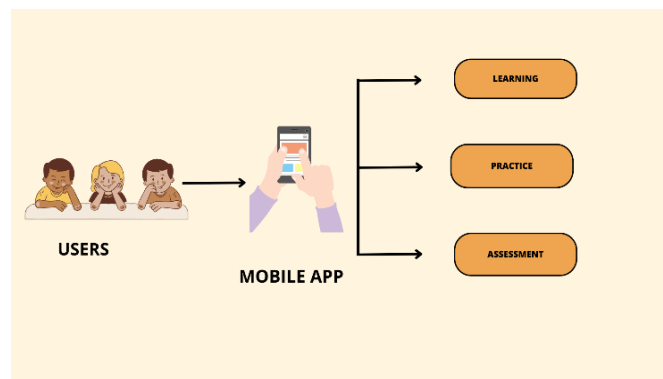 USERS
MOBILE APP
LEARNING
PRACTICE
ASSESSMENT